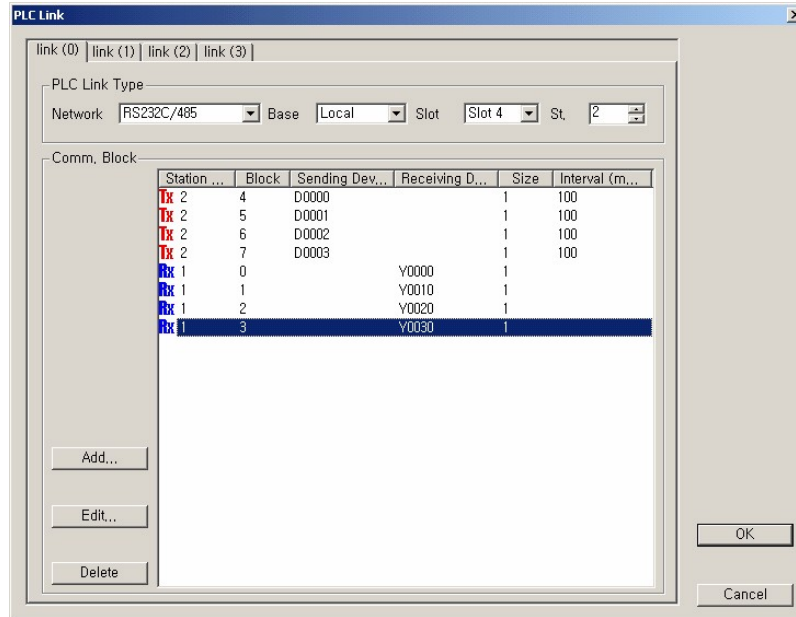 PLC Link
link (0) link (1) link (2) link (3)
PLC Link Type
Network RS232C/485 Base Local Slot Slot 4 St, 2
Comm, Block
Station ,,, Block Sending Dev,,, Receiving D,,, Size Interval (m,,,
Tx 2 4 D0000 1 100
Tx 2 5 D0001 1 100
Tx 2 6 D0002 1 100
Tx 2 7 D0003 1 100
Rx 1 0 Y0000 1
Rx 1 1 Y0010 1
Rx 1 2 Y0020 1
Rx 1 3 Y0030 1
Add,,,
Edit,,,
OK
Delete
Cancel